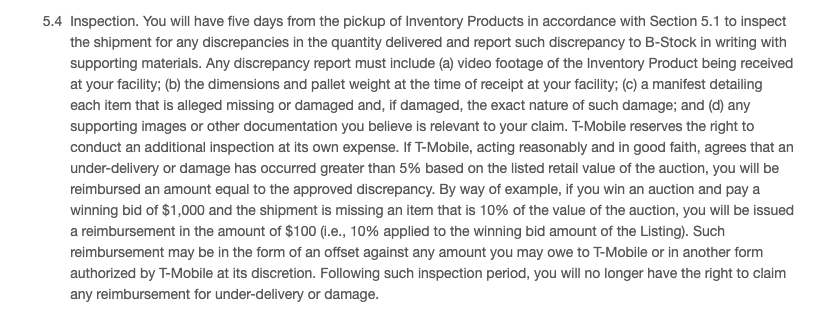 5.4 Inspection. You will have five days from the pickup of Inventory Products in accordance with Section 5.1 to inspect
the shipment for any discrepancies in the quantity delivered and report such discrepancy to B-Stock in writing with
supporting materials. Any discrepancy report must include (a) video footage of the Inventory Product being received
at your facility; (b) the dimensions and pallet weight at the time of receipt at your facility; (c) a manifest detailing
each item that is alleged missing or damaged and, if damaged, the exact nature of such damage; and (d) any
supporting images or other documentation you believe is relevant to your claim. T-Mobile reserves the right to
conduct an additional inspection at its own expense. If T-Mobile, acting reasonably and in good faith, agrees that an
under-delivery or damage has occurred greater than 5% based on the listed retail value of the auction, you will be
reimbursed an amount equal to the approved discrepancy. By way of example, if you win an auction and pay a
winning bid of $1,000 and the shipment is missing an item that is 10% of the value of the auction, you will be issued
a reimbursement in the amount of $100 (i.e., 10% applied to the winning bid amount of the Listing). Such
reimbursement may be in the form of an offset against any amount you may owe to T-Mobile or in another form
authorized by T-Mobile at its discretion. Following such inspection period, you will no longer have the right to claim
any reimbursement for under-delivery or damage.